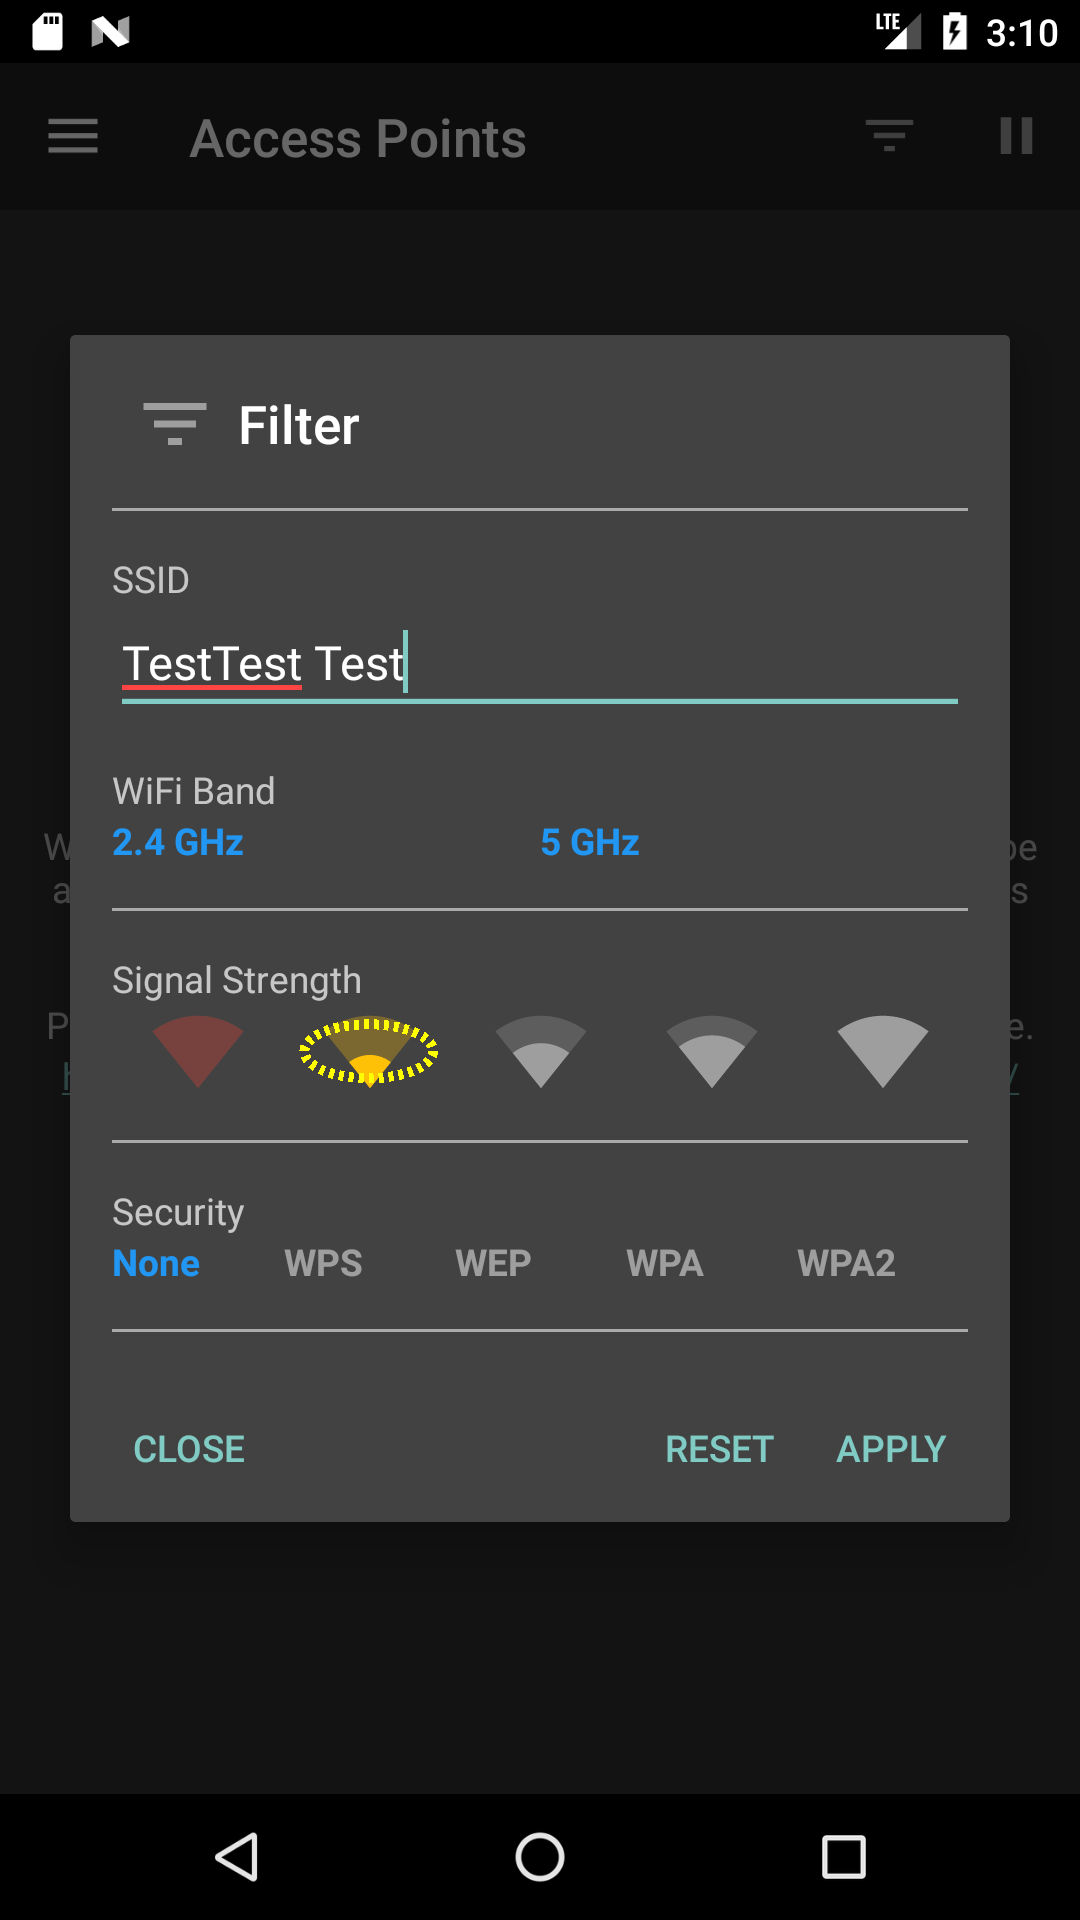 LTE 3:10
Access Points
Filter
SSID
TestTest Test
WiFi Band
2.4 GHz 5 GHz
Signal Strength
Security
None WPS WEP WPA WPA2
CLOSE RESET APPLY